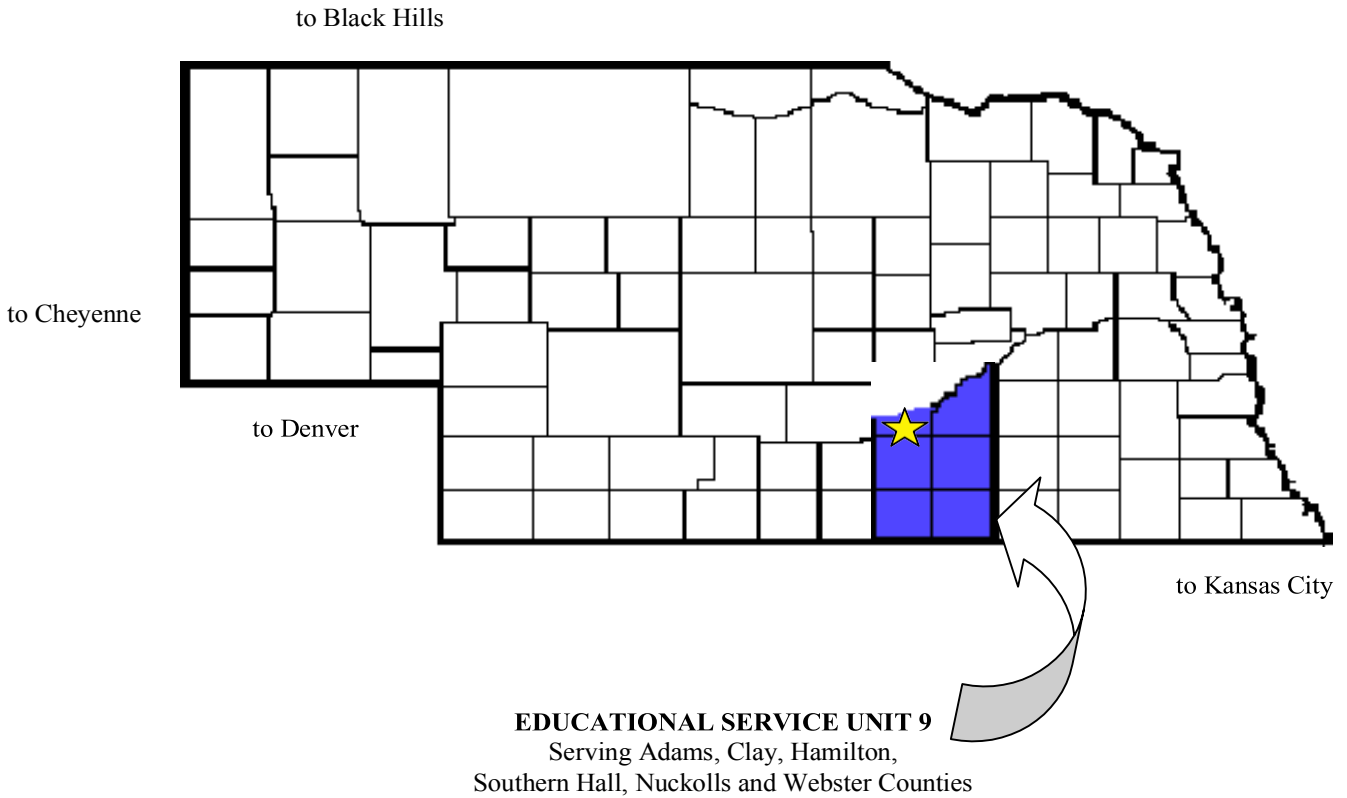 to Black Hills
to Cheyenne
to Denver
to Kansas City
EDUCATIONAL SERVICE UNIT 9
Serving Adams, Clay, Hamilton,
Southern Hall, Nuckolls and Webster Counties